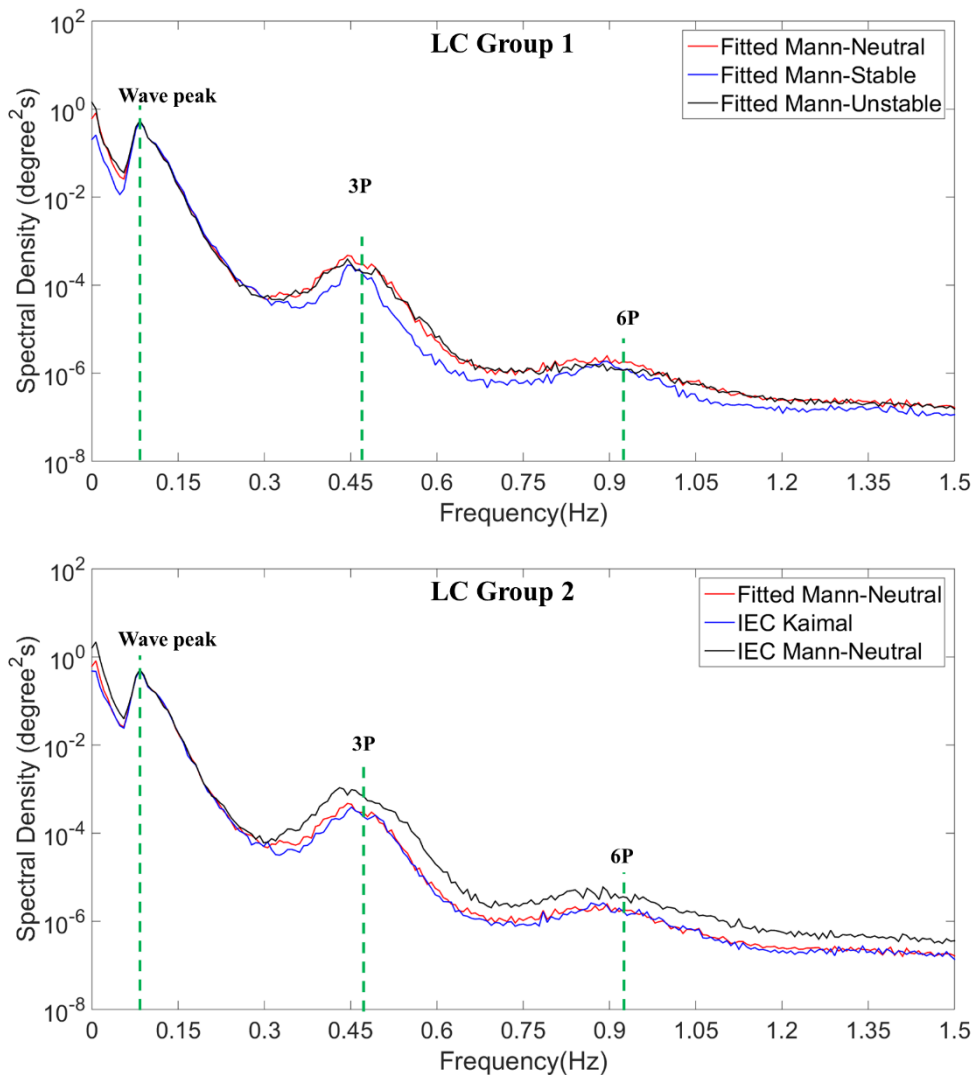 LC Group 1
Fitted Mann-Neutral
Fitted Mann-Stable
Fitted Mann-Unstable
Wave peak
3P
6P
10^2
10^0
10^-2
10^-4
10^-6
10^-8
Spectral Density (degree^2s)
0 0.15 0.3 0.45 0.6 0.75 0.9 1.05 1.2 1.35 1.5
Frequency(Hz)
LC Group 2
Fitted Mann-Neutral
IEC Kaimal
IEC Mann-Neutral
Wave peak
3P
6P
10^2
10^0
10^-2
10^-4
10^-6
10^-8
Spectral Density (degree^2s)
0 0.15 0.3 0.45 0.6 0.75 0.9 1.05 1.2 1.35 1.5
Frequency(Hz)